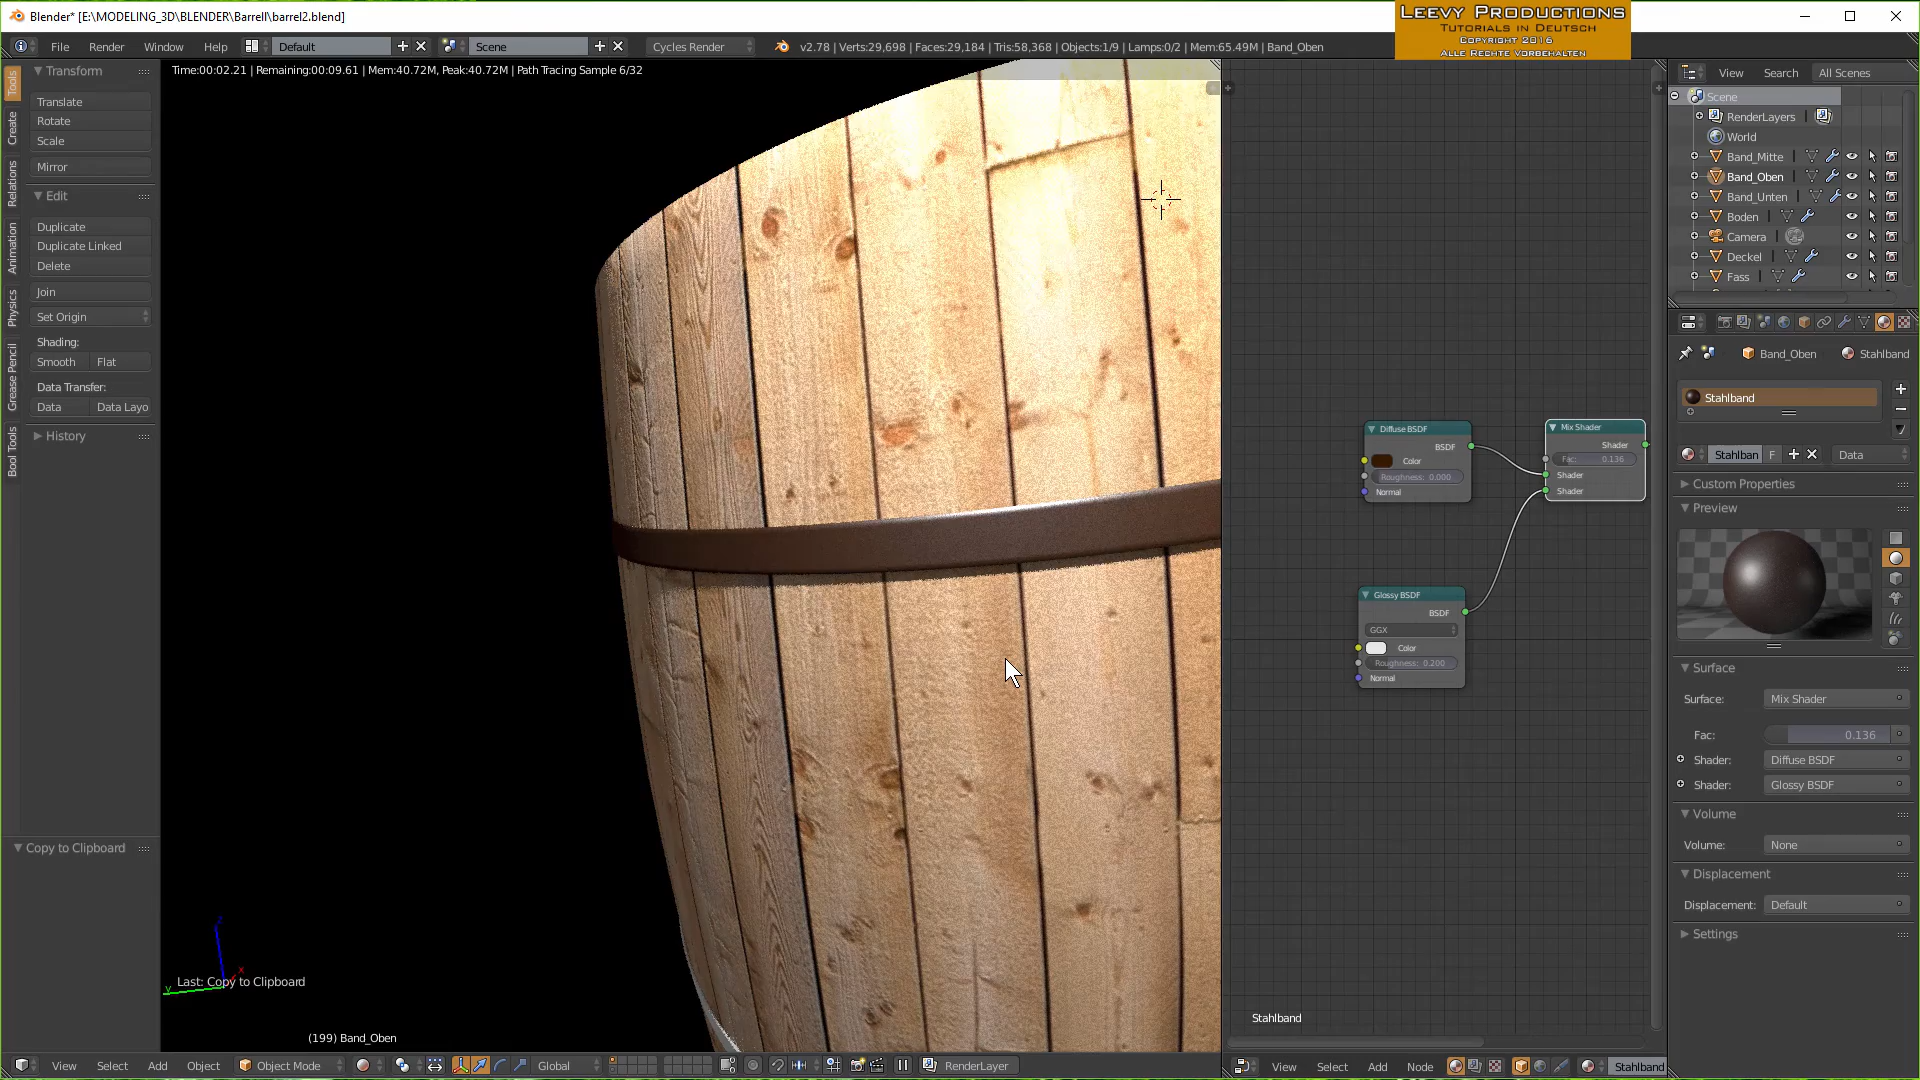 Blender* [E:\MODELING_3D\BLENDER\Barrell\barrel2.blend]
LEEVY PRODUCTIONS
TUTORIALS IN DEUTSCH
COPYRIGHT 2016
ALLE RECHTE VORBEHALTEN
File Render Window Help Default Scene Cycles Render v2.78 | Verts:29,698 | Faces:29,184 | Tris:58,368 | Objects:1/9 | Lamps:0/2 | Mem:65.49M | Band_Oben
Time:00:02.21 | Remaining:00:09.61 | Mem:40.72M, Peak:40.72M | Path Tracing Sample 6/32
Tools
Create
Relations
Animation
Physics
Grease Pencil
Bool Tools
Transform
Translate
Rotate
Scale
Mirror
Edit
Duplicate
Duplicate Linked
Delete
Join
Set Origin
Shading:
Smooth Flat
Data Transfer:
Data Data Layo
History
Copy to Clipboard
z
x
y
Last: Copy to Clipboard
(199) Band_Oben
View Select Add Object Object Mode Global RenderLayer
Diffuse BSDF
BSDF
Color
Roughness: 0.000
Normal
Mix Shader
Shader
Fac: 0.136
Shader
Shader
Glossy BSDF
BSDF
GGX
Color
Roughness: 0.200
Normal
Stahlband
View Select Add Node Stahlband
View Search All Scenes
Scene
RenderLayers
World
Band_Mitte
Band_Oben
Band_Unten
Boden
Camera
Deckel
Fass
Band_Oben Stahlband
Stahlband
Stahlban F Data
Custom Properties
Preview
Surface
Surface: Mix Shader
Fac: 0.136
Shader: Diffuse BSDF
Shader: Glossy BSDF
Volume
Volume: None
Displacement
Displacement: Default
Settings